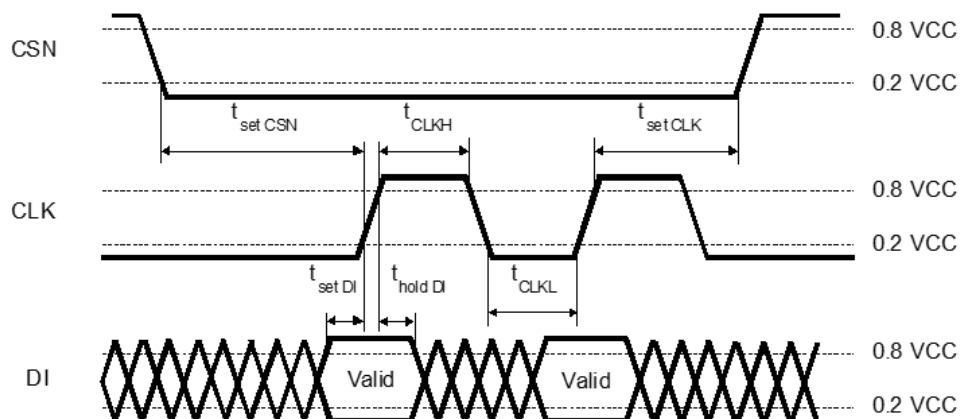 CSN
0.8 VCC
0.2 VCC
t set CSN
t CLKH
t set CLK
CLK
0.8 VCC
0.2 VCC
t set DI
t hold DI
t CLKL
DI
Valid
Valid
0.8 VCC
0.2 VCC